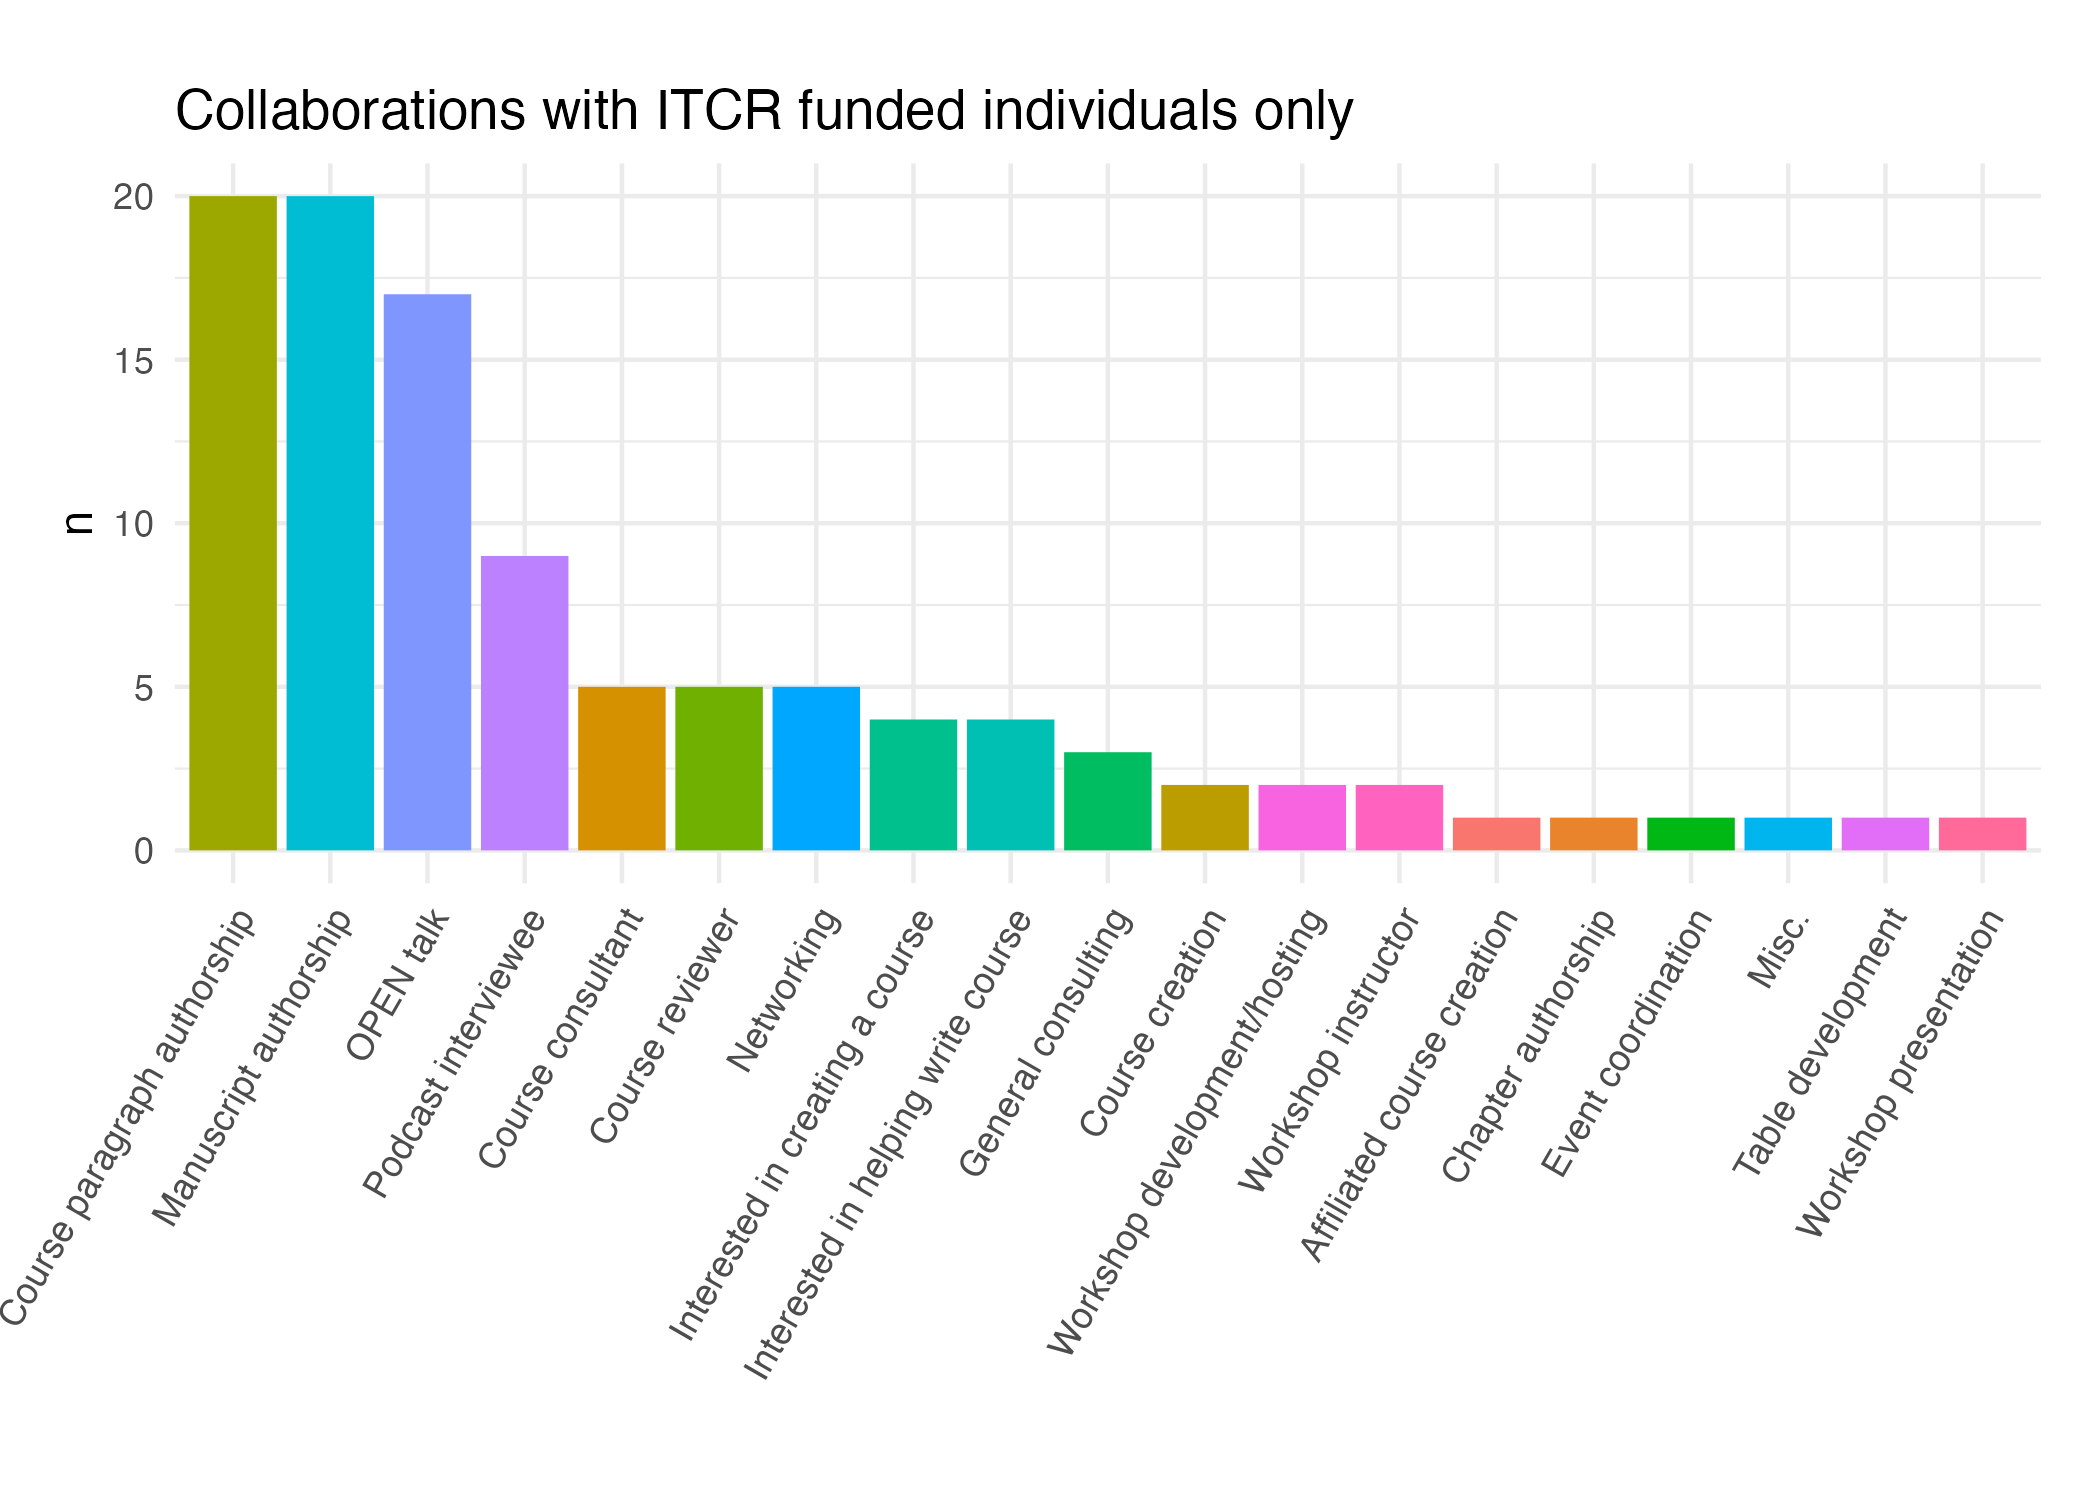 Collaborations with ITCR funded individuals only
n
20
15
10
5
0
Course paragraph authorship
Manuscript authorship
OPEN talk
Podcast interviewee
Course consultant
Course reviewer
Networking
Interested in creating a course
Interested in helping write course
General consulting
Course creation
Workshop development/hosting
Workshop instructor
Affiliated course creation
Chapter authorship
Event coordination
Misc.
Table development
Workshop presentation